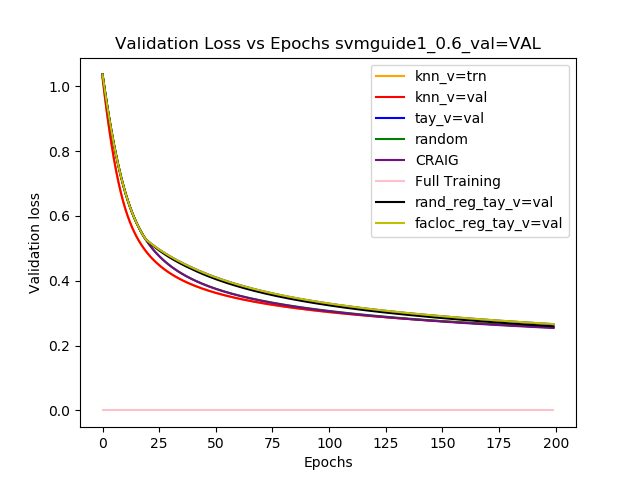 Validation Loss vs Epochs svmguide1_0.6_val=VAL
knn_v=trn
knn_v=val
tay_v=val
random
CRAIG
Full Training
rand_reg_tay_v=val
facloc_reg_tay_v=val
Validation loss
1.0
0.8
0.6
0.4
0.2
0.0
0 25 50 75 100 125 150 175 200
Epochs